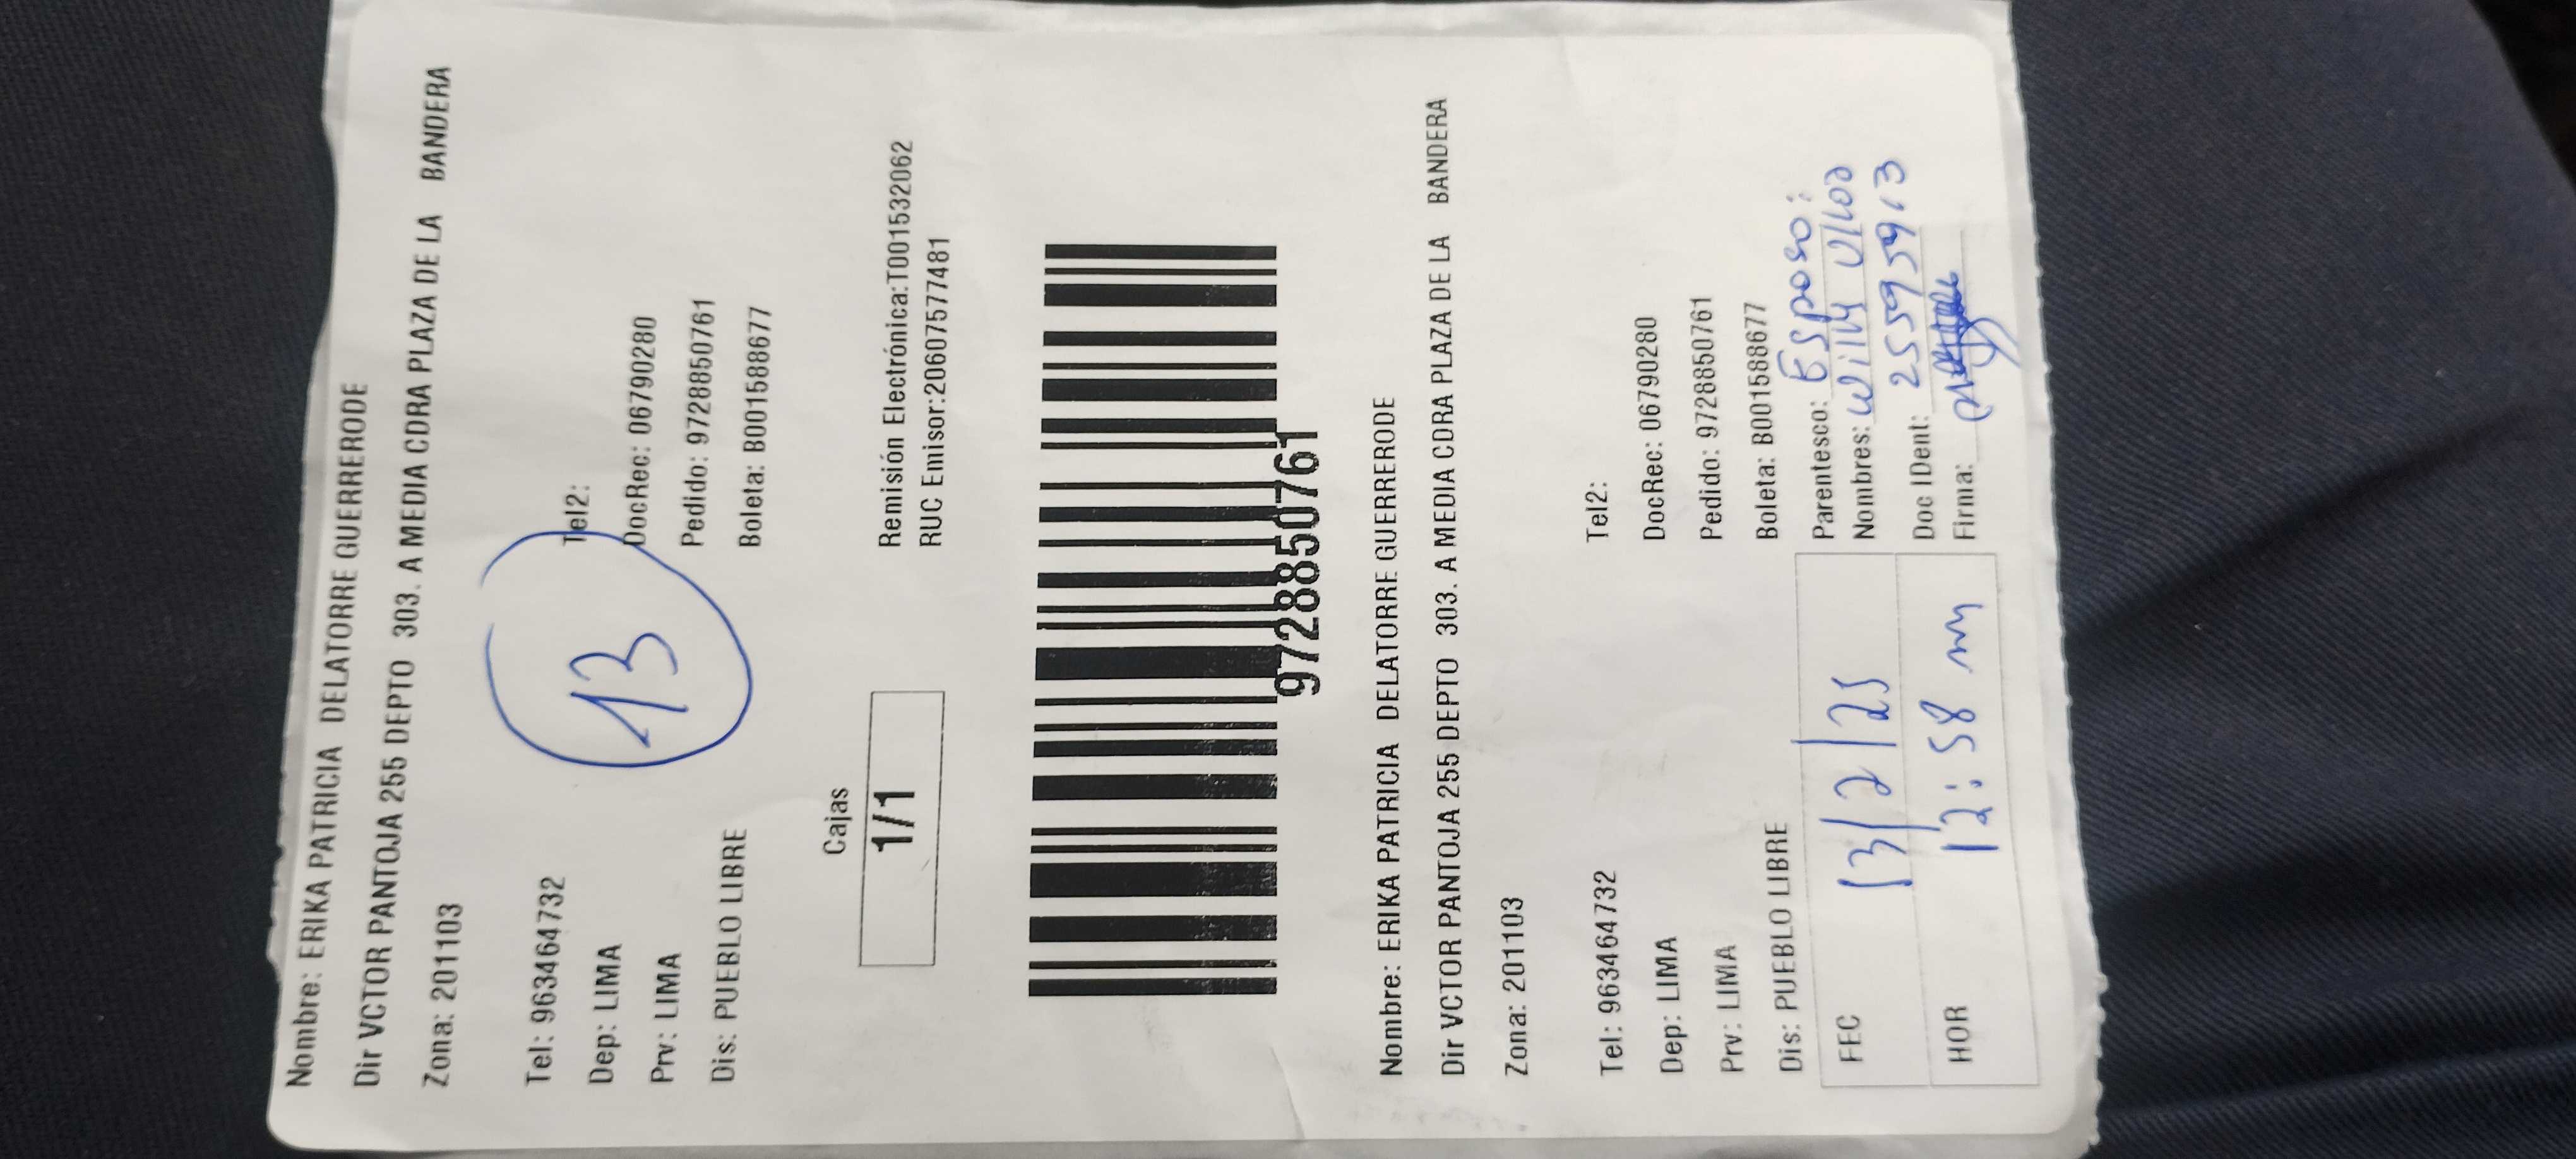 Nombre: ERIKA PATRICIA DELATORRE GUERRERODE
Dir VCTOR PANTOJA 255 DEPTO 303. A MEDIA CDRA PLAZA DE LA BANDERA
Zona: 201103
13
Tel: 963464732 Tel2:
Dep: LIMA DocRec: 06790280
Prv: LIMA Pedido: 9728850761
Dis: PUEBLO LIBRE Boleta: B001588677
Cajas
1/1
Remisión Electrónica:T001532062
RUC Emisor:20607577481
9728850761
Nombre: ERIKA PATRICIA DELATORRE GUERRERODE
Dir VCTOR PANTOJA 255 DEPTO 303. A MEDIA CDRA PLAZA DE LA BANDERA
Zona: 201103
Tel: 963464732 Tel2:
Dep: LIMA DocRec: 06790280
Prv: LIMA Pedido: 9728850761
Dis: PUEBLO LIBRE Boleta: B001588677
FEC 13/2/25
HOR 12:58 m
Parentesco: Esposo:
Nombres: Willy Ulloa
Doc IDent: 25595913
Firma: